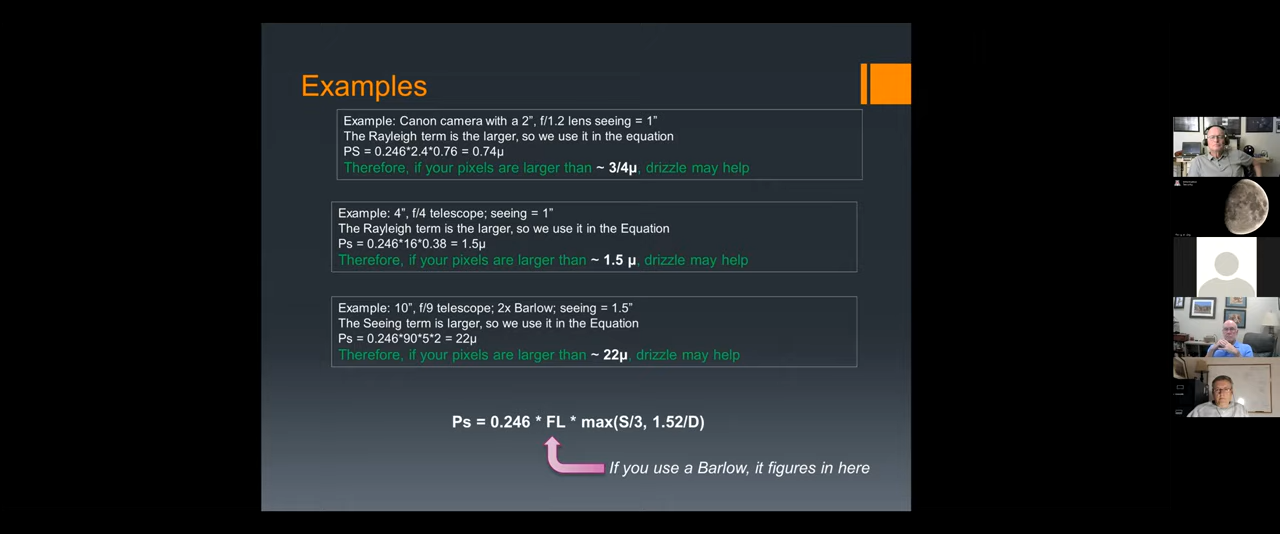 Examples
Example: Canon camera with a 2”, f/1.2 lens seeing = 1”
The Rayleigh term is the larger, so we use it in the equation
PS = 0.246*2.4*0.76 = 0.74µ
Therefore, if your pixels are larger than ~ 3/4µ, drizzle may help
Example: 4”, f/4 telescope; seeing = 1”
The Rayleigh term is the larger, so we use it in the Equation
Ps = 0.246*16*0.38 = 1.5µ
Therefore, if your pixels are larger than ~ 1.5 µ, drizzle may help
Example: 10”, f/9 telescope; 2x Barlow; seeing = 1.5”
The Seeing term is larger, so we use it in the Equation
Ps = 0.246*90*5*2 = 22µ
Therefore, if your pixels are larger than ~ 22µ, drizzle may help
Ps = 0.246 * FL * max(S/3, 1.52/D)
If you use a Barlow, it figures in here